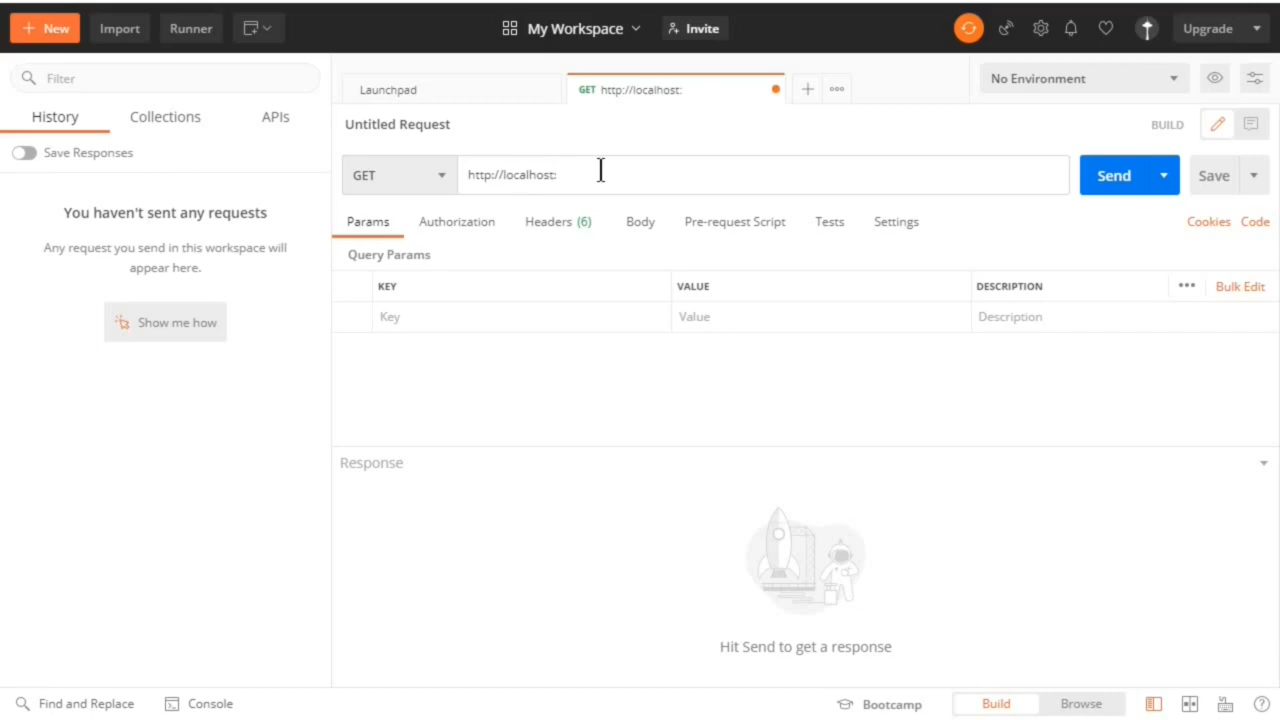 New
Import
Runner
My Workspace
Invite
Upgrade
Filter
Launchpad
GET http://localhost:
No Environment
History
Collections
APIs
Untitled Request
BUILD
Save Responses
GET
http://localhost:
Send
Save
You haven't sent any requests
Any request you send in this workspace will
appear here.
Show me how
Params
Authorization
Headers (6)
Body
Pre-request Script
Tests
Settings
Cookies
Code
Query Params
KEY
VALUE
DESCRIPTION
Bulk Edit
Key
Value
Description
Response
Hit Send to get a response
Find and Replace
Console
Bootcamp
Build
Browse